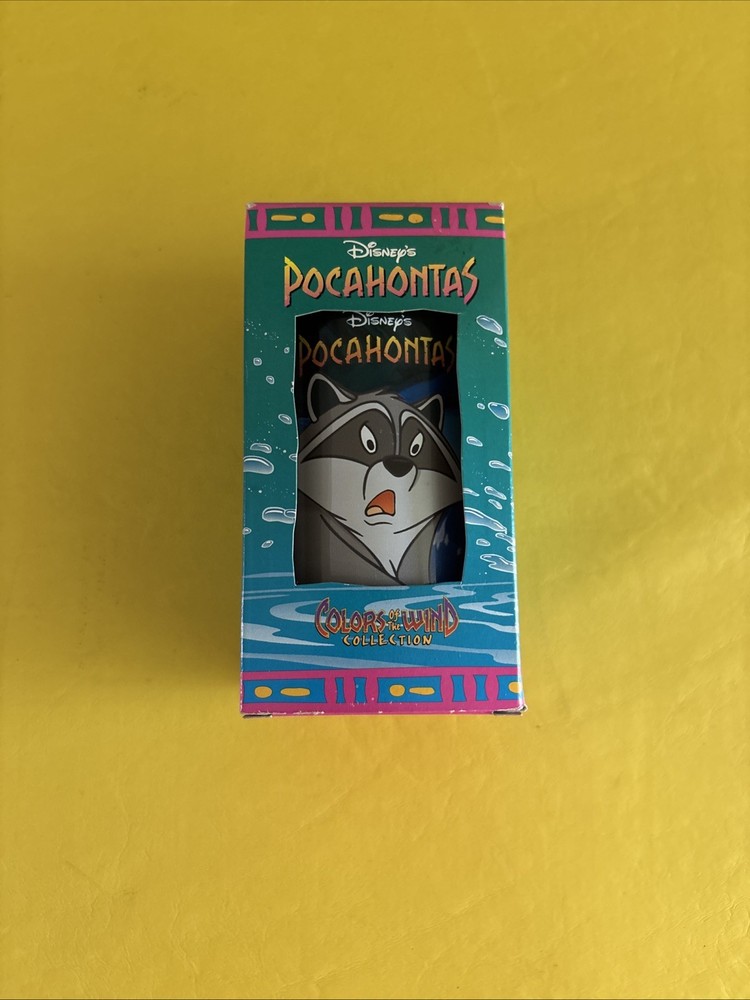 Disney's
POCAHONTAS
Disney's
POCAHONTAS
COLORS OF THE WIND
COLLECTION